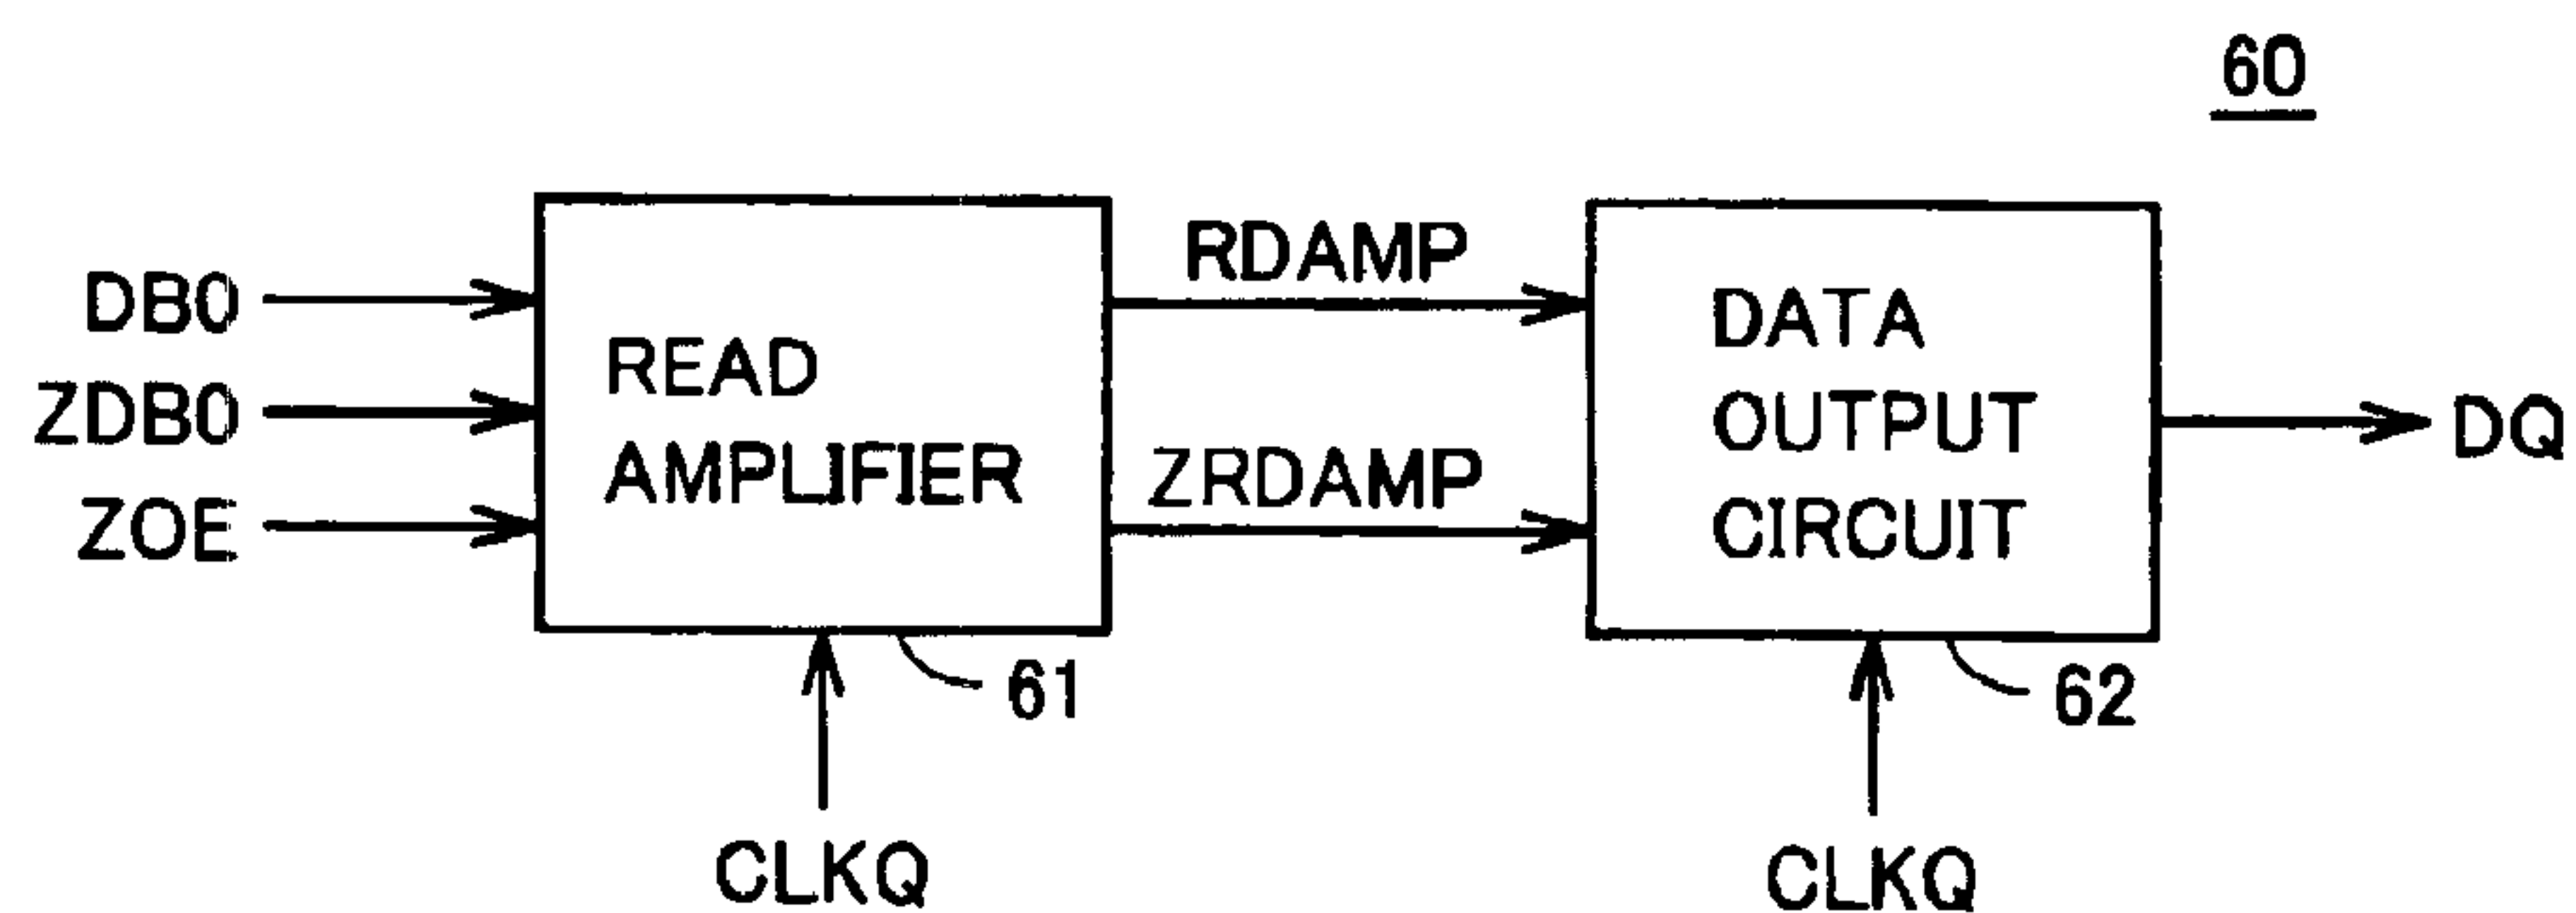 60
DB0
ZDB0
ZOE
READ
AMPLIFIER
61
CLKQ
RDAMP
ZRDAMP
DATA
OUTPUT
CIRCUIT
62
CLKQ
DQ